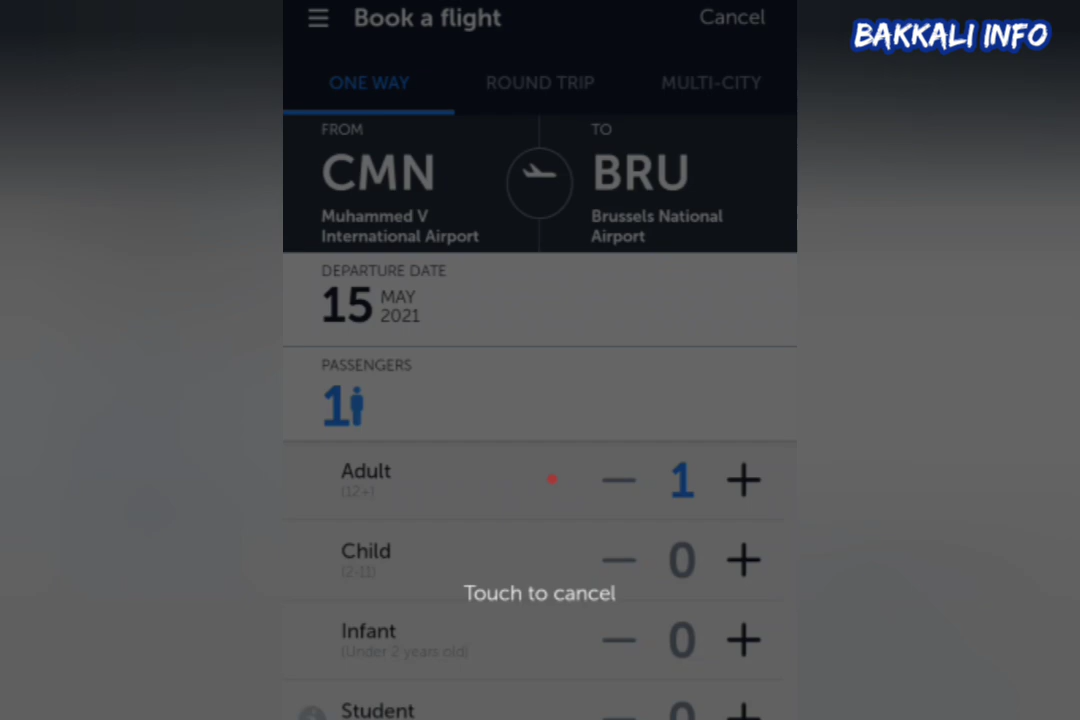 Book a flight
Cancel
BAKKALI INFO
ONE WAY
ROUND TRIP
MULTI-CITY
FROM
CMN
Muhammed V
International Airport
TO
BRU
Brussels National
Airport
DEPARTURE DATE
15 MAY
2021
PASSENGERS
1
Adult
(12+)
1
Child
(2-11)
0
Touch to cancel
Infant
(Under 2 years old)
0
Student
0